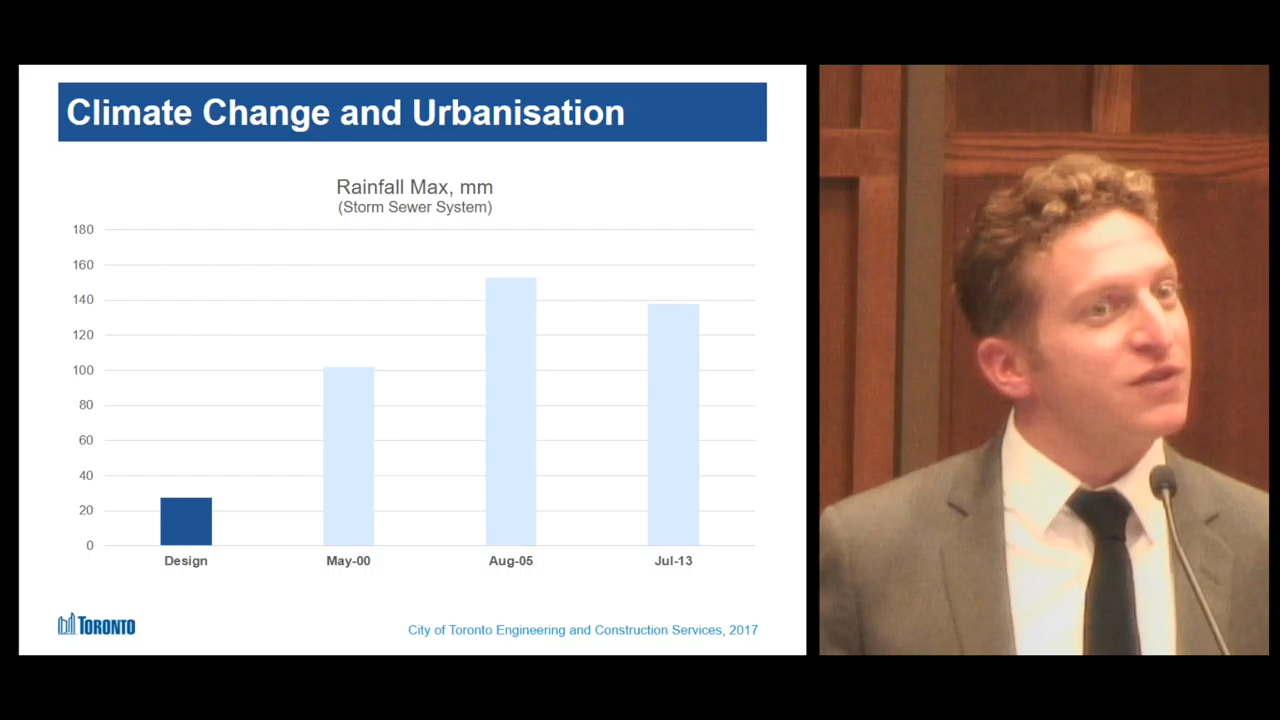 Climate Change and Urbanisation
Rainfall Max, mm
(Storm Sewer System)
180
160
140
120
100
80
60
40
20
0
Design May-00 Aug-05 Jul-13
TORONTO
City of Toronto Engineering and Construction Services, 2017